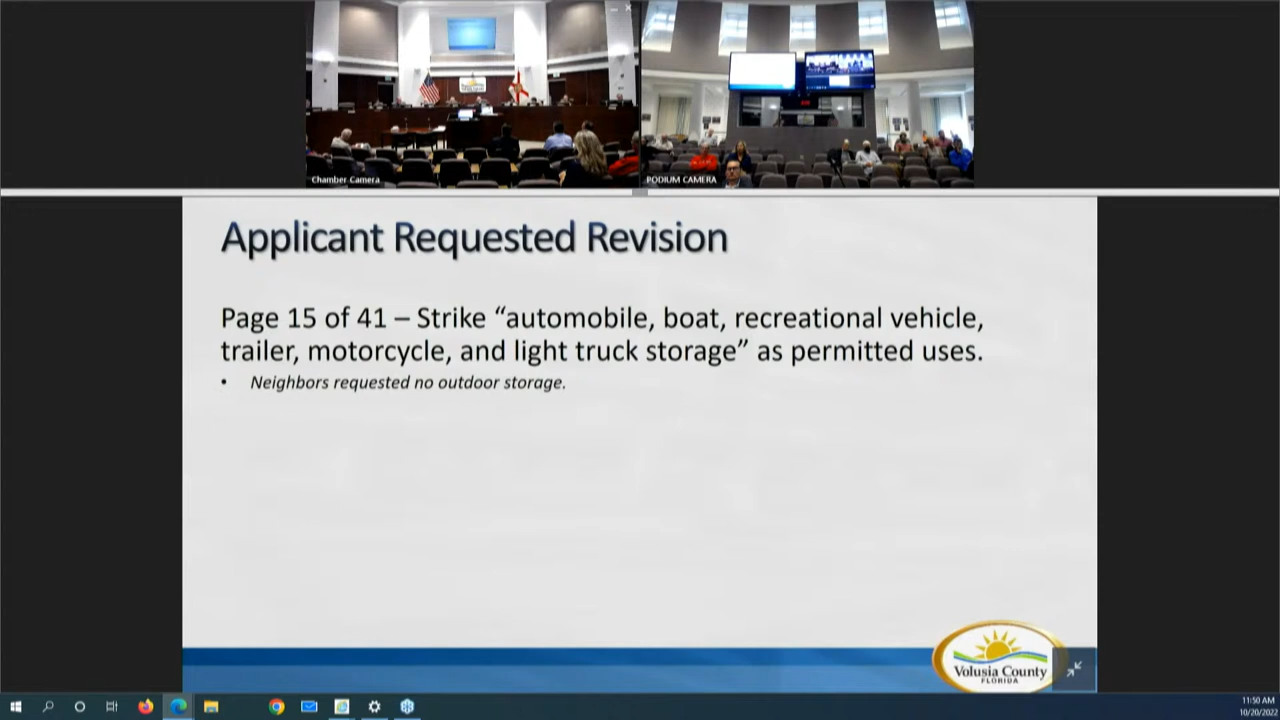 Chamber Camera
PODIUM CAMERA
Applicant Requested Revision
Page 15 of 41 – Strike “automobile, boat, recreational vehicle,
trailer, motorcycle, and light truck storage” as permitted uses.
• Neighbors requested no outdoor storage.
Volusia County
FLORIDA
11:50 AM
10/20/2022